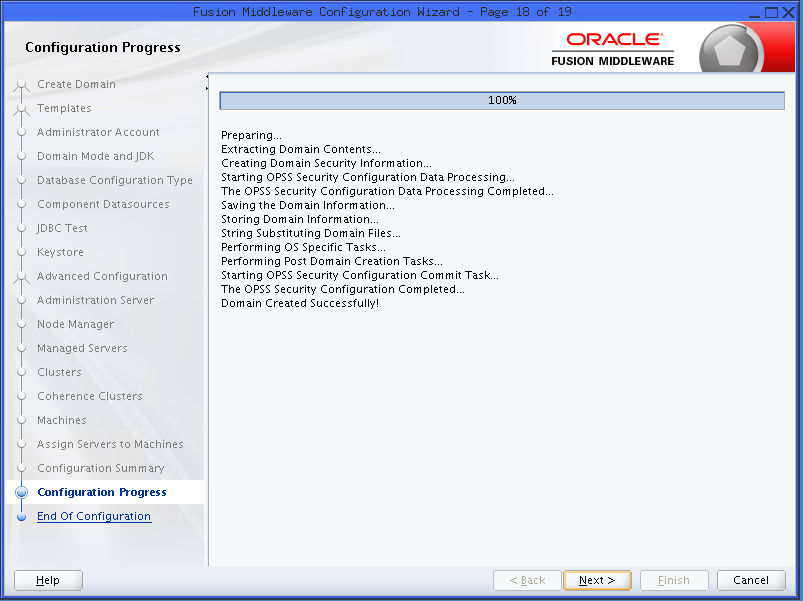 Fusion Middleware Configuration Wizard - Page 18 of 19
Configuration Progress
ORACLE
FUSION MIDDLEWARE
Create Domain
Templates
Administrator Account
Domain Mode and JDK
Database Configuration Type
Component Datasources
JDBC Test
Keystore
Advanced Configuration
Administration Server
Node Manager
Managed Servers
Clusters
Coherence Clusters
Machines
Assign Servers to Machines
Configuration Summary
Configuration Progress
End Of Configuration
100%
Preparing...
Extracting Domain Contents...
Creating Domain Security Information...
Starting OPSS Security Configuration Data Processing...
The OPSS Security Configuration Data Processing Completed...
Saving the Domain Information...
Storing Domain Information...
String Substituting Domain Files...
Performing OS Specific Tasks...
Performing Post Domain Creation Tasks...
Starting OPSS Security Configuration Commit Task...
The OPSS Security Configuration Completed...
Domain Created Successfully!
Help
< Back
Next >
Finish
Cancel